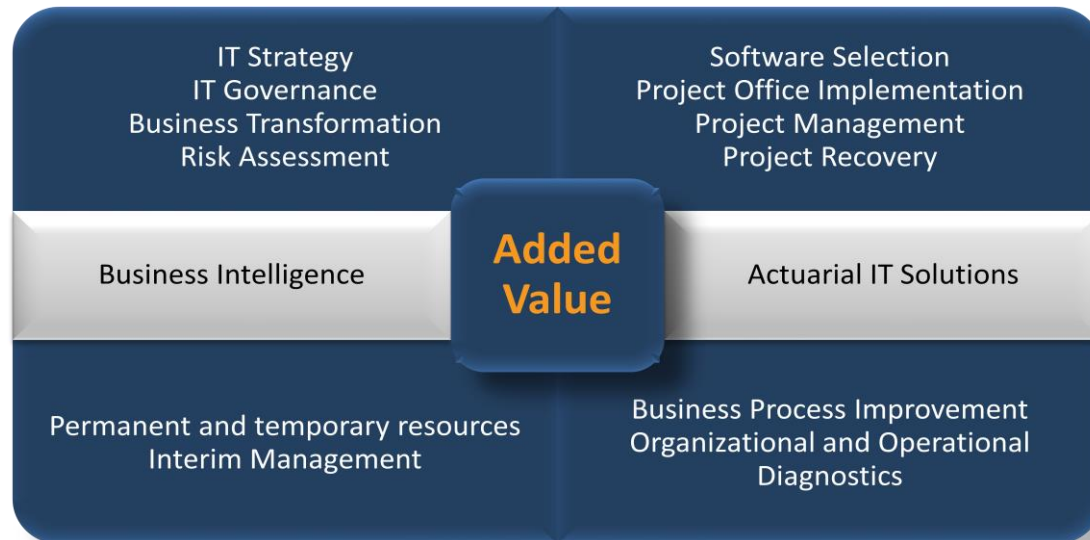 IT Strategy
IT Governance
Business Transformation
Risk Assessment
Software Selection
Project Office Implementation
Project Management
Project Recovery
Business Intelligence
Added
Value
Actuarial IT Solutions
Permanent and temporary resources
Interim Management
Business Process Improvement
Organizational and Operational
Diagnostics